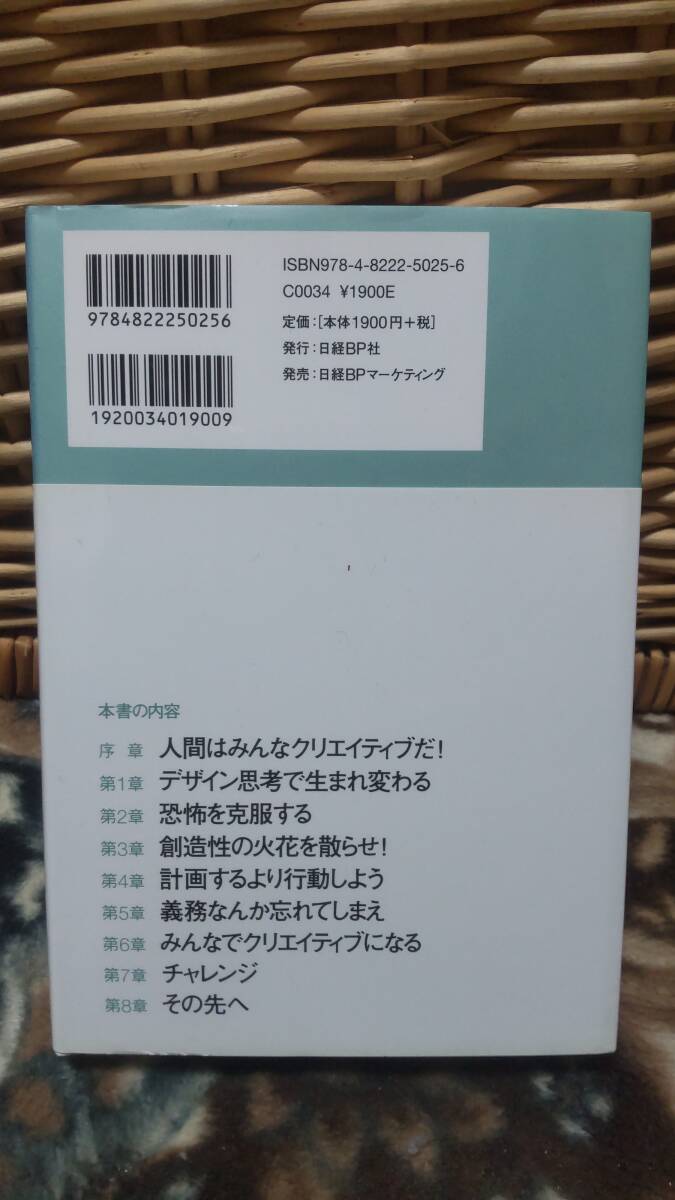 ISBN978-4-8222-5025-6
C0034 ¥1900E
定価:[本体1900円+税]
発行:日経BP社
発売:日経BPマーケティング
9784822250256
1920034019009
本書の内容
序 章 人間はみんなクリエイティブだ!
第1章 デザイン思考で生まれ変わる
第2章 恐怖を克服する
第3章 創造性の火花を散らせ!
第4章 計画するより行動しよう
第5章 義務なんか忘れてしまえ
第6章 みんなでクリエイティブになる
第7章 チャレンジ
第8章 その先へ